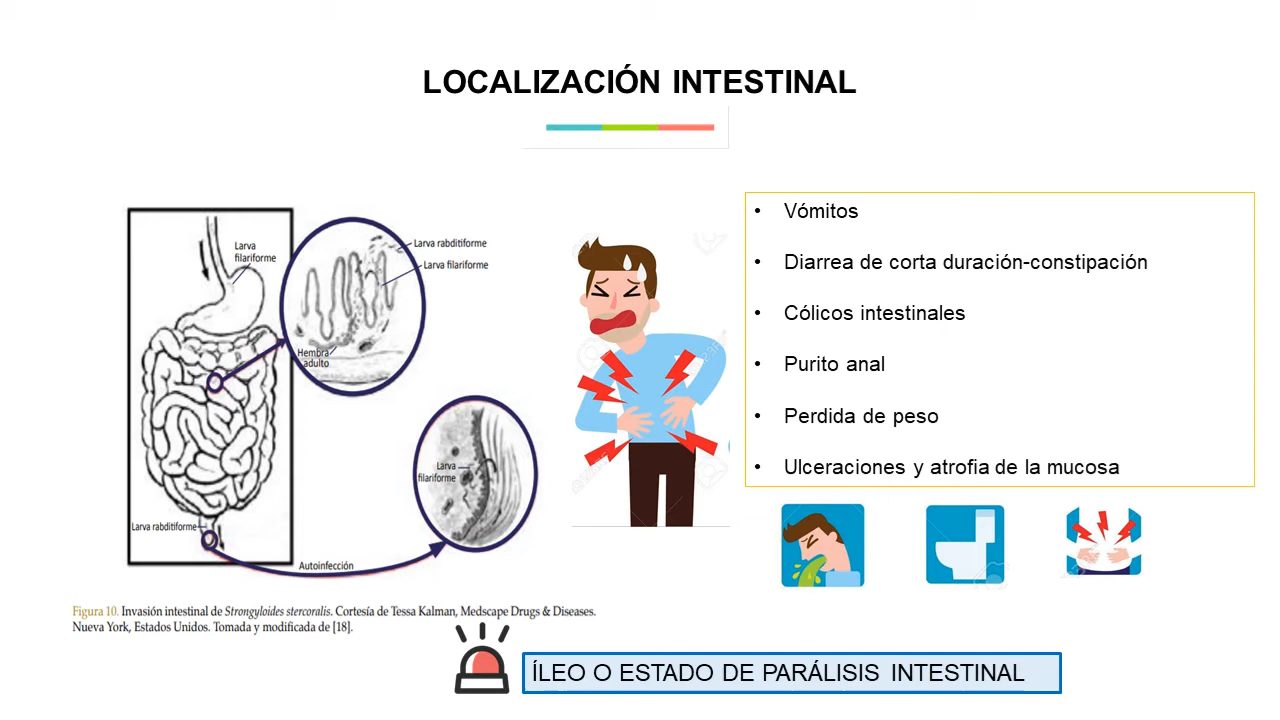 LOCALIZACIÓN INTESTINAL
Larva
filariforme
Larva rabditiforme
Larva filariforme
Hembra
adulto
Larva
filariforme
Larva rabditiforme
Autoinfección
Figura 10. Invasión intestinal de Strongyloides stercoralis. Cortesía de Tessa Kalman, Medscape Drugs & Diseases.
Nueva York, Estados Unidos. Tomada y modificada de [18].
• Vómitos
• Diarrea de corta duración-constipación
• Cólicos intestinales
• Purito anal
• Perdida de peso
• Ulceraciones y atrofia de la mucosa
ÍLEO O ESTADO DE PARÁLISIS INTESTINAL